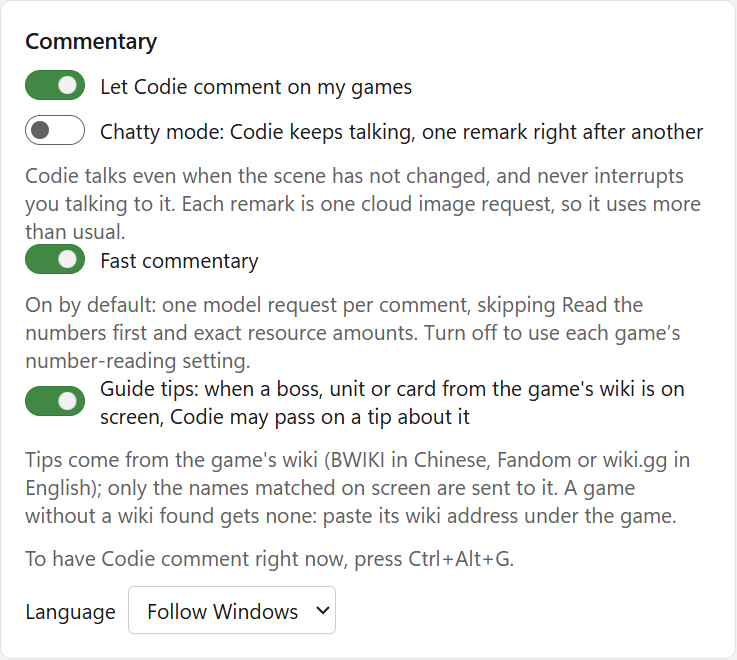 Commentary
Let Codie comment on my games
Chatty mode: Codie keeps talking, one remark right after another
Codie talks even when the scene has not changed, and never interrupts
you talking to it. Each remark is one cloud image request, so it uses more
than usual.
Fast commentary
On by default: one model request per comment, skipping Read the
numbers first and exact resource amounts. Turn off to use each game’s
number-reading setting.
Guide tips: when a boss, unit or card from the game's wiki is on
screen, Codie may pass on a tip about it
Tips come from the game's wiki (BWIKI in Chinese, Fandom or wiki.gg in
English); only the names matched on screen are sent to it. A game
without a wiki found gets none: paste its wiki address under the game.
To have Codie comment right now, press Ctrl+Alt+G.
Language
Follow Windows